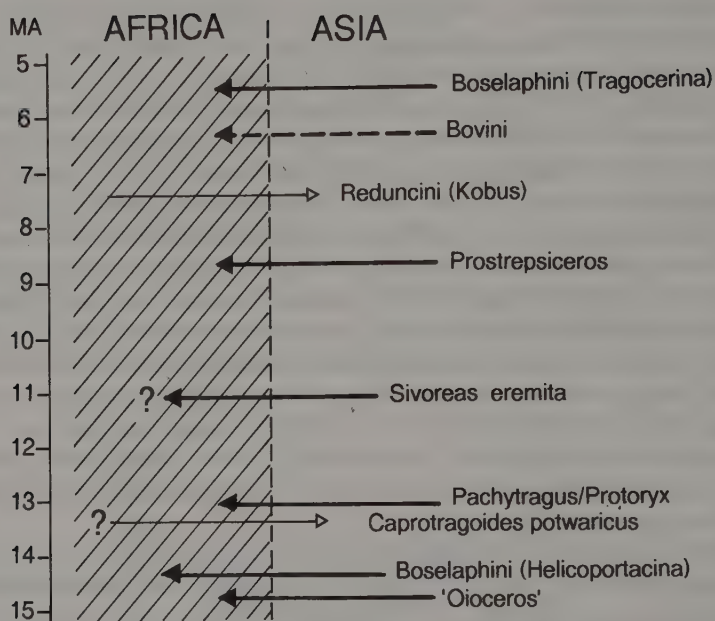 MA AFRICA ASIA
5
Boselaphini (Tragocerina)
6
Bovini
7
Reduncini (Kobus)
8
Prostrepsiceros
9
10
11 ? Sivoreas eremita
12
13 Pachytragus/Protoryx
? Caprotragoides potwaricus
14
Boselaphini (Helicoportacina)
15 'Oioceros'